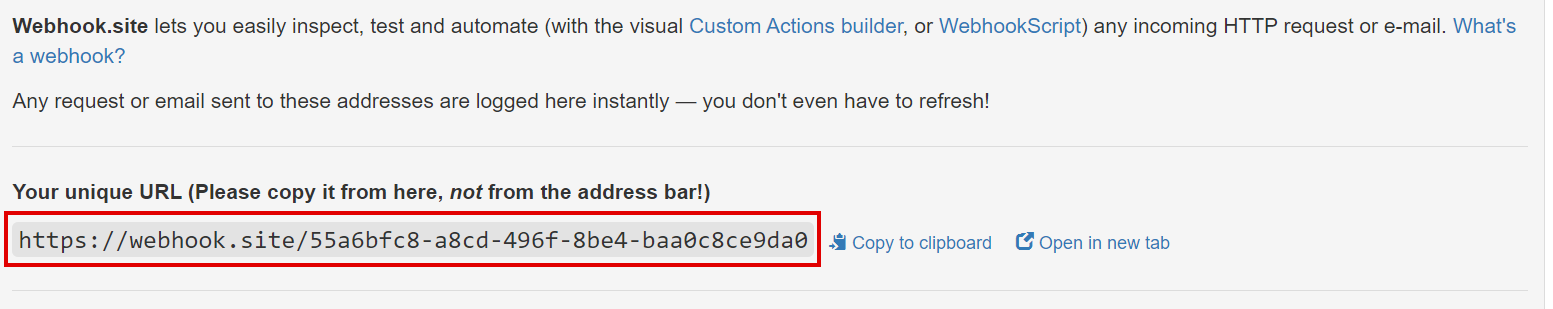 Webhook.site lets you easily inspect, test and automate (with the visual Custom Actions builder, or WebhookScript) any incoming HTTP request or e-mail. What's
a webhook?
Any request or email sent to these addresses are logged here instantly — you don't even have to refresh!
Your unique URL (Please copy it from here, not from the address bar!)
https://webhook.site/55a6bfc8-a8cd-496f-8be4-baa0c8ce9da0 Copy to clipboard Open in new tab